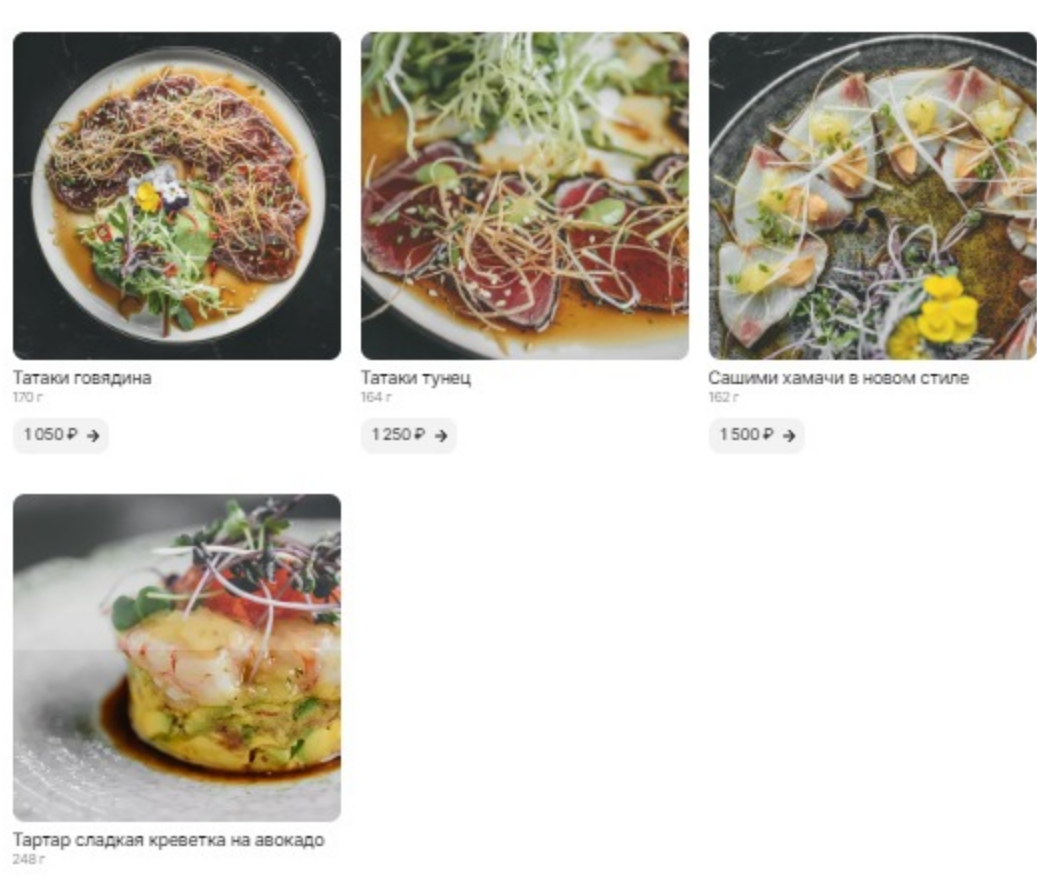 Татаки говядина
170 г
1 050 ₽ →
Татаки тунец
164 г
1 250 ₽ →
Сашими хамачи в новом стиле
162 г
1 500 ₽ →
Тартар сладкая креветка на авокадо
248 г